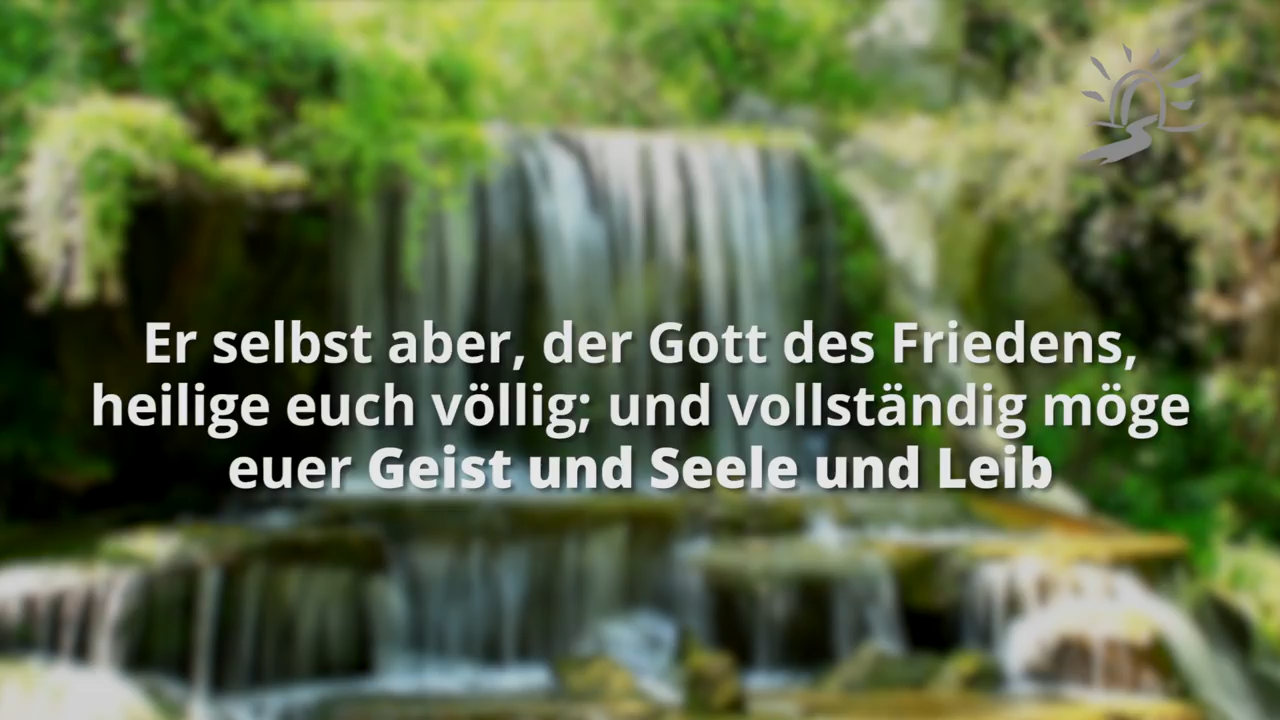 Er selbst aber, der Gott des Friedens,
heilige euch völlig; und vollständig möge
euer Geist und Seele und Leib